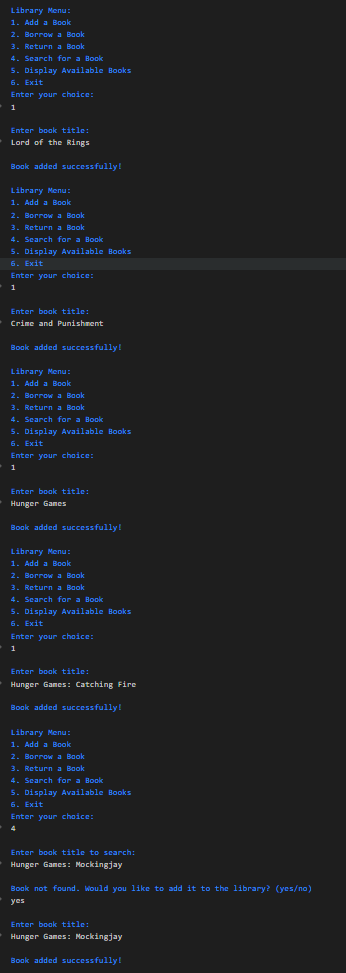 Library Menu:
1. Add a Book
2. Borrow a Book
3. Return a Book
4. Search for a Book
5. Display Available Books
6. Exit
Enter your choice:
1
Enter book title:
Lord of the Rings
Book added successfully!
Library Menu:
1. Add a Book
2. Borrow a Book
3. Return a Book
4. Search for a Book
5. Display Available Books
6. Exit
Enter your choice:
1
Enter book title:
Crime and Punishment
Book added successfully!
Library Menu:
1. Add a Book
2. Borrow a Book
3. Return a Book
4. Search for a Book
5. Display Available Books
6. Exit
Enter your choice:
1
Enter book title:
Hunger Games
Book added successfully!
Library Menu:
1. Add a Book
2. Borrow a Book
3. Return a Book
4. Search for a Book
5. Display Available Books
6. Exit
Enter your choice:
1
Enter book title:
Hunger Games: Catching Fire
Book added successfully!
Library Menu:
1. Add a Book
2. Borrow a Book
3. Return a Book
4. Search for a Book
5. Display Available Books
6. Exit
Enter your choice:
4
Enter book title to search:
Hunger Games: Mockingjay
Book not found. Would you like to add it to the library? (yes/no)
yes
Enter book title:
Hunger Games: Mockingjay
Book added successfully!